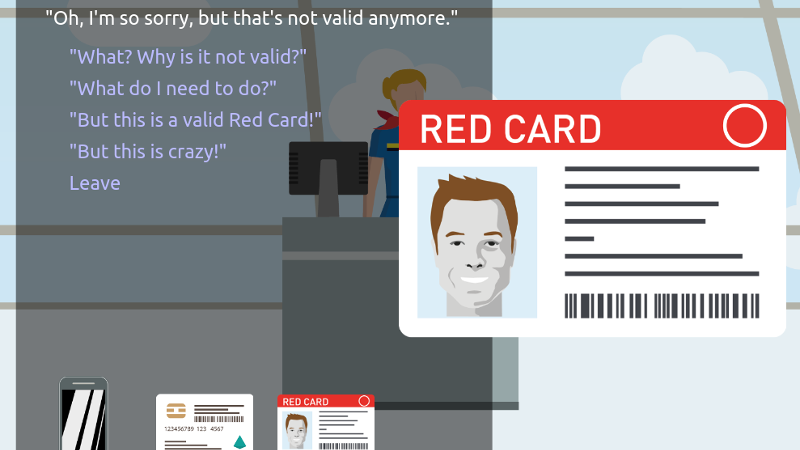 "Oh, I'm so sorry, but that's not valid anymore."
"What? Why is it not valid?"
"What do I need to do?"
"But this is a valid Red Card!"
"But this is crazy!"
Leave
RED CARD
RED CARD
123456789 123 4567